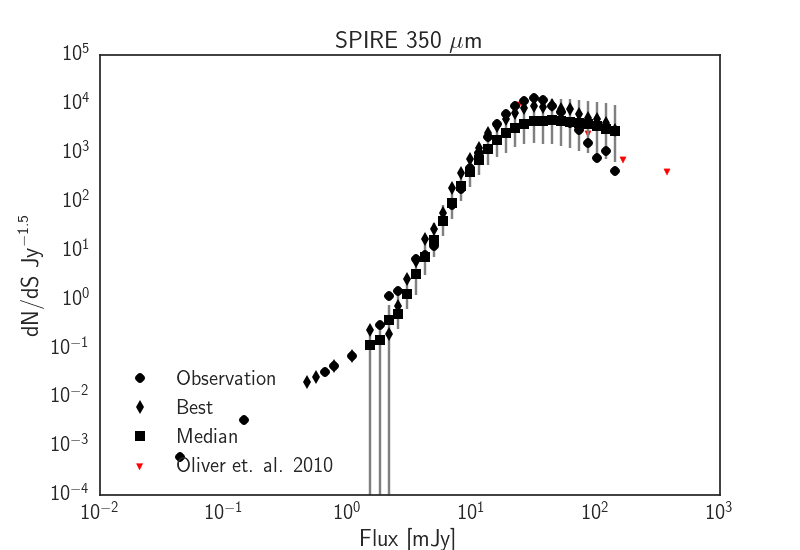 SPIRE 350 μm
10^5
10^4
10^3
10^2
10^1
10^0
10^-1
10^-2
10^-3
10^-4
dN/dS Jy^-1.5
Observation
Best
Median
Oliver et. al. 2010
10^-2 10^-1 10^0 10^1 10^2 10^3
Flux [mJy]